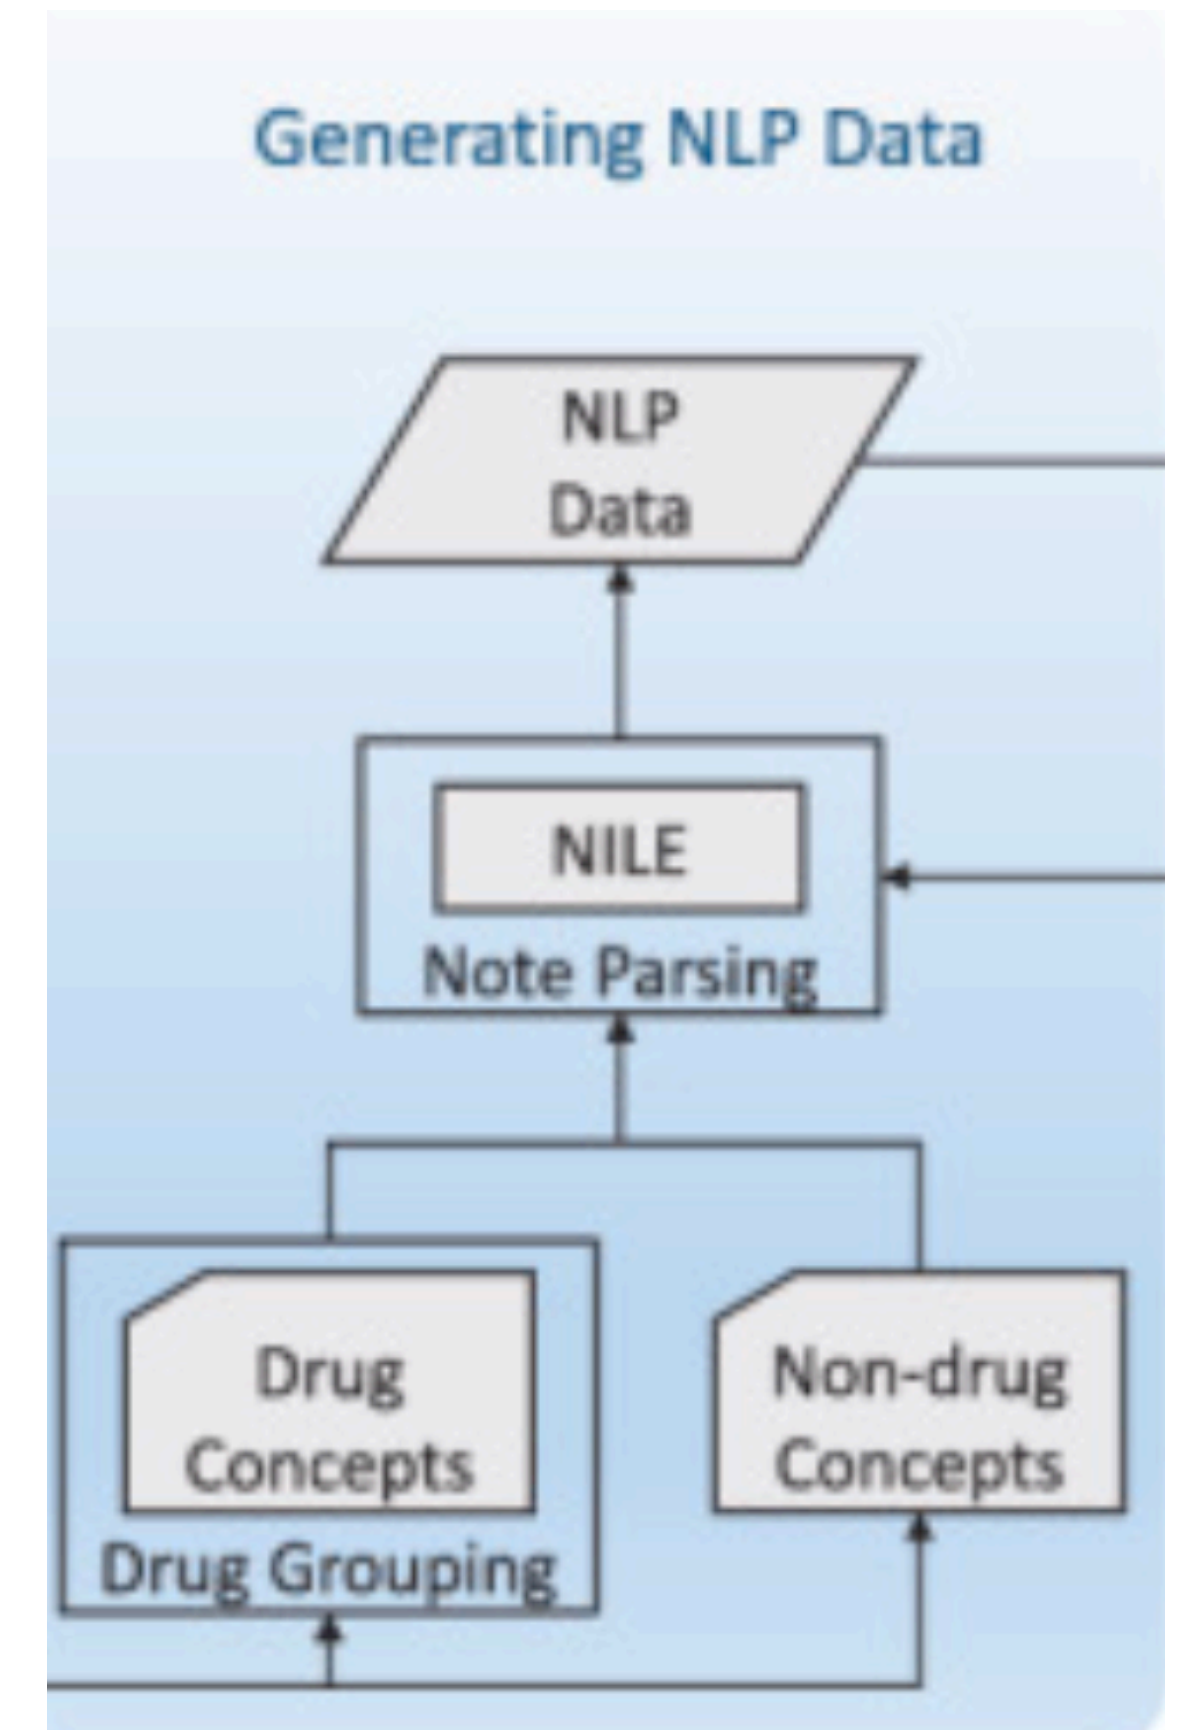 Generating NLP Data
NLP
Data
NILE
Note Parsing
Drug
Concepts
Drug Grouping
Non-drug
Concepts